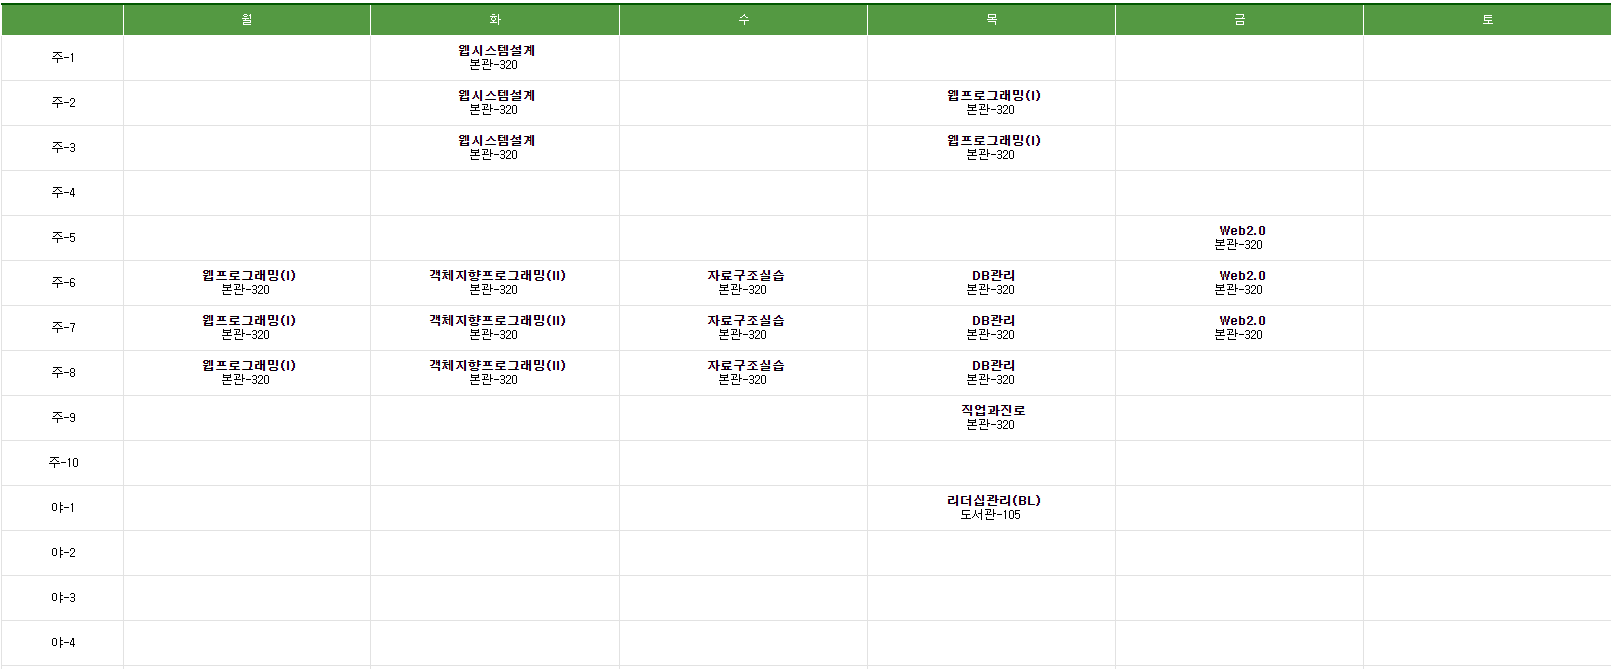 월 화 수 목 금 토
주-1 웹시스템설계
본관-320
주-2 웹시스템설계 웹프로그래밍(I)
본관-320 본관-320
주-3 웹시스템설계 웹프로그래밍(I)
본관-320 본관-320
주-4
주-5 Web2.0
본관-320
주-6 웹프로그래밍(I) 객체지향프로그래밍(II) 자료구조실습 DB관리 Web2.0
본관-320 본관-320 본관-320 본관-320 본관-320
주-7 웹프로그래밍(I) 객체지향프로그래밍(II) 자료구조실습 DB관리 Web2.0
본관-320 본관-320 본관-320 본관-320 본관-320
주-8 웹프로그래밍(I) 객체지향프로그래밍(II) 자료구조실습 DB관리
본관-320 본관-320 본관-320 본관-320
주-9 직업과진로
본관-320
주-10
야-1 리더십관리(BL)
도서관-105
야-2
야-3
야-4